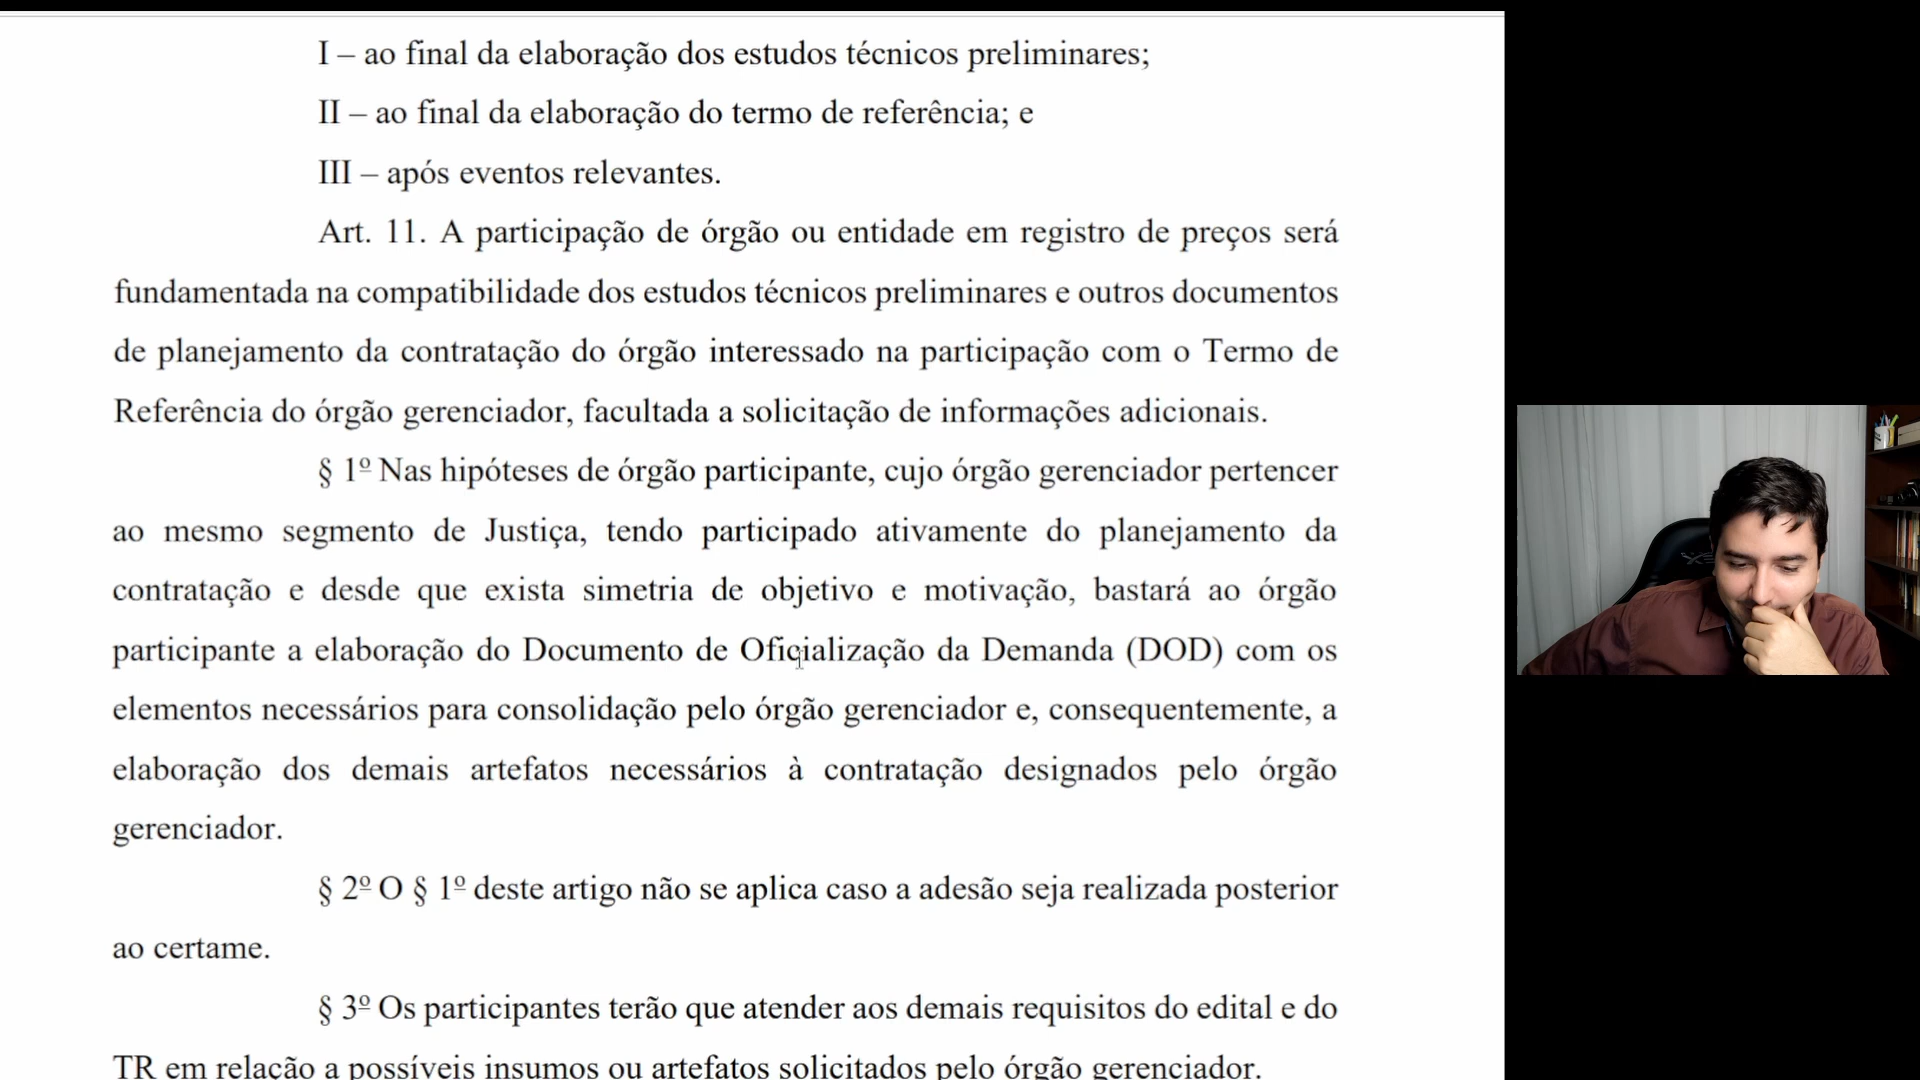 I – ao final da elaboração dos estudos técnicos preliminares;
II – ao final da elaboração do termo de referência; e
III – após eventos relevantes.
Art. 11. A participação de órgão ou entidade em registro de preços será
fundamentada na compatibilidade dos estudos técnicos preliminares e outros documentos
de planejamento da contratação do órgão interessado na participação com o Termo de
Referência do órgão gerenciador, facultada a solicitação de informações adicionais.
§ 1º Nas hipóteses de órgão participante, cujo órgão gerenciador pertencer
ao mesmo segmento de Justiça, tendo participado ativamente do planejamento da
contratação e desde que exista simetria de objetivo e motivação, bastará ao órgão
participante a elaboração do Documento de Oficialização da Demanda (DOD) com os
elementos necessários para consolidação pelo órgão gerenciador e, consequentemente, a
elaboração dos demais artefatos necessários à contratação designados pelo órgão
gerenciador.
§ 2º O § 1º deste artigo não se aplica caso a adesão seja realizada posterior
ao certame.
§ 3º Os participantes terão que atender aos demais requisitos do edital e do
TR em relação a possíveis insumos ou artefatos solicitados pelo órgão gerenciador.